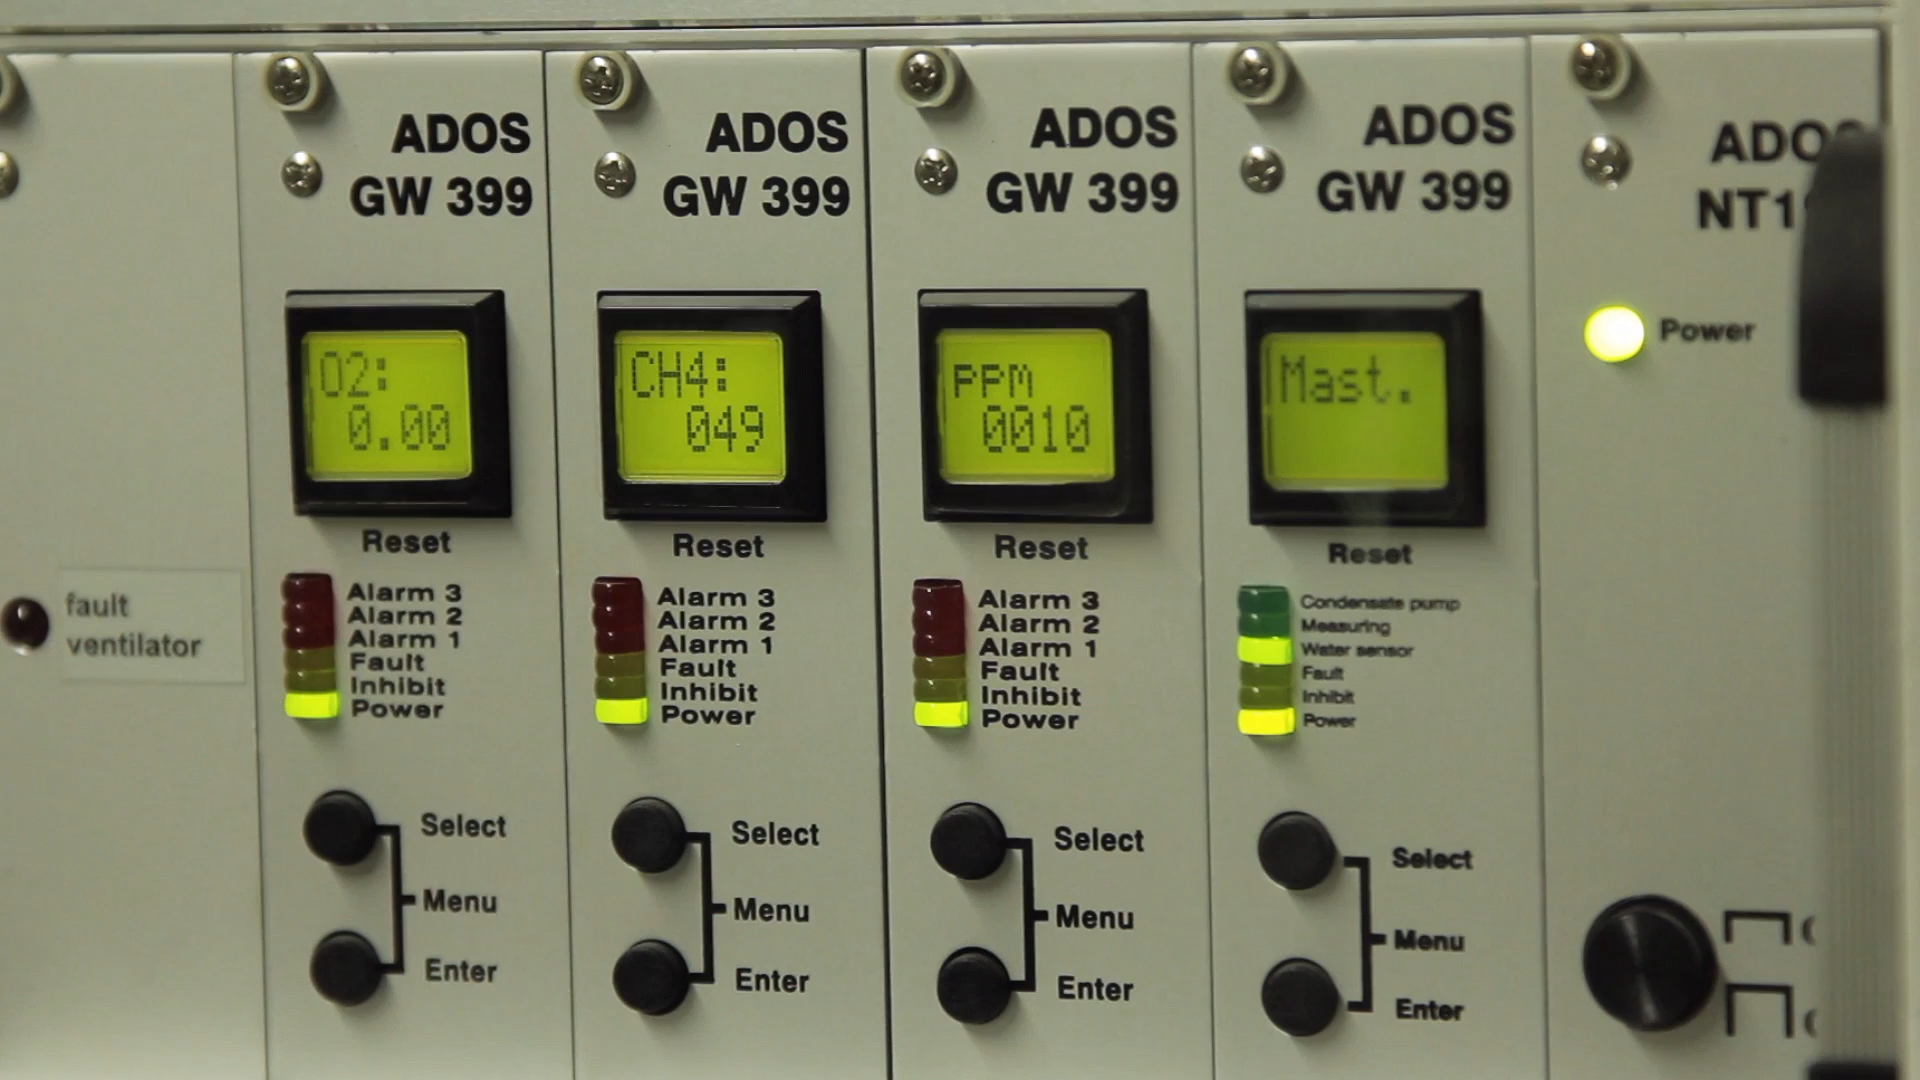 fault
ventilator
ADOS
GW 399
O2:
0.00
Reset
Alarm 3
Alarm 2
Alarm 1
Fault
Inhibit
Power
Select
Menu
Enter
ADOS
GW 399
CH4:
049
Reset
Alarm 3
Alarm 2
Alarm 1
Fault
Inhibit
Power
Select
Menu
Enter
ADOS
GW 399
PPM
0010
Reset
Alarm 3
Alarm 2
Alarm 1
Fault
Inhibit
Power
Select
Menu
Enter
ADOS
GW 399
Mast.
Reset
Condensate pump
Measuring
Water sensor
Fault
Inhibit
Power
Select
Menu
Enter
ADOS
Power